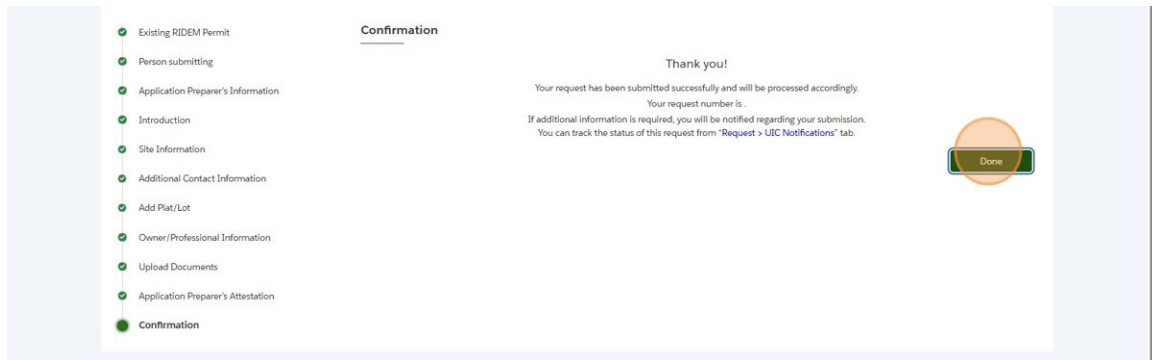 Existing RIDEM Permit
Person submitting
Application Preparer's Information
Introduction
Site Information
Additional Contact Information
Add Plat/Lot
Owner/Professional Information
Upload Documents
Application Preparer's Attestation
Confirmation
Confirmation
Thank you!
Your request has been submitted successfully and will be processed accordingly.
Your request number is .
If additional information is required, you will be notified regarding your submission.
You can track the status of this request from "Request > UIC Notifications" tab.
Done